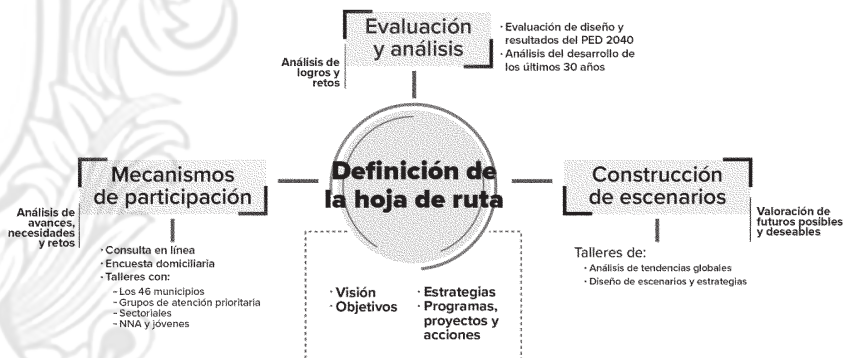 Evaluación
y análisis
· Evaluación de diseño y
resultados del PED 2040
· Análisis del desarrollo de
los últimos 30 años
Análisis de
logros y
retos
Definición de
la hoja de ruta
Mecanismos
de participación
Análisis de
avances,
necesidades
y retos
· Consulta en línea
· Encuesta domiciliaria
· Talleres con:
– Los 46 municipios
– Grupos de atención prioritaria
– Sectoriales
– NNA y jóvenes
Construcción
de escenarios
Valoración de
futuros posibles
y deseables
Talleres de:
· Análisis de tendencias globales
· Diseño de escenarios y estrategias
· Visión
· Objetivos
· Estrategias
· Programas,
proyectos y
acciones